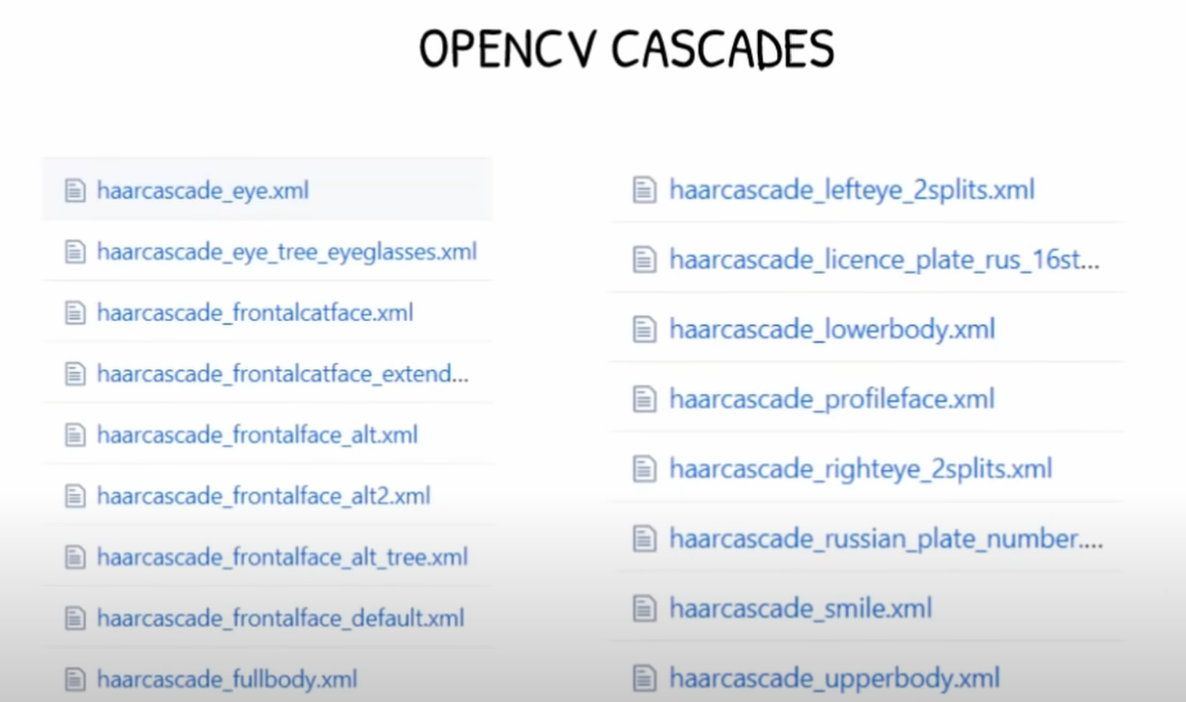 OPENCV CASCADES
haarcascade_eye.xml
haarcascade_eye_tree_eyeglasses.xml
haarcascade_frontalcatface.xml
haarcascade_frontalcatface_extend...
haarcascade_frontalface_alt.xml
haarcascade_frontalface_alt2.xml
haarcascade_frontalface_alt_tree.xml
haarcascade_frontalface_default.xml
haarcascade_fullbody.xml
haarcascade_lefteye_2splits.xml
haarcascade_licence_plate_rus_16st...
haarcascade_lowerbody.xml
haarcascade_profileface.xml
haarcascade_righteye_2splits.xml
haarcascade_russian_plate_number....
haarcascade_smile.xml
haarcascade_upperbody.xml